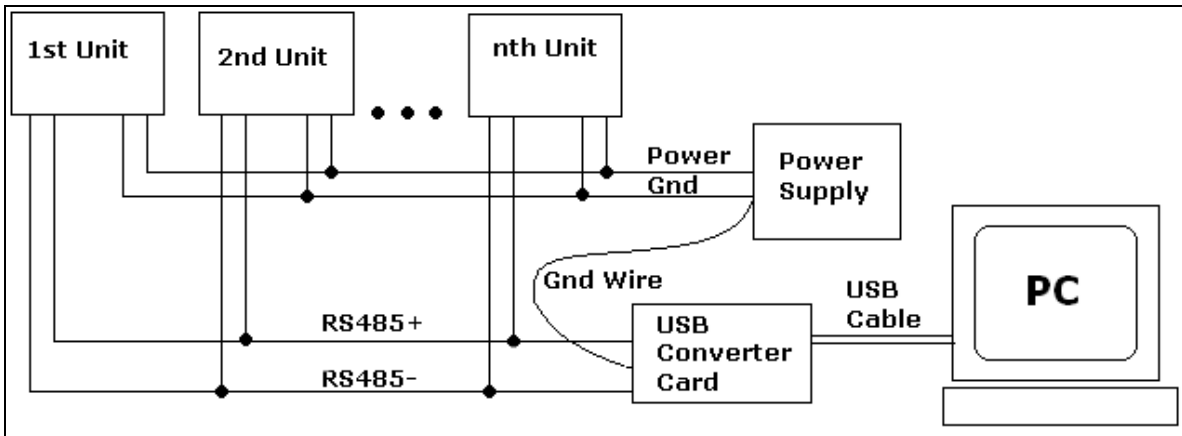 1st Unit
2nd Unit
nth Unit
Power
Gnd
Power
Supply
Gnd Wire
USB
Cable
PC
RS485+
RS485-
USB
Converter
Card